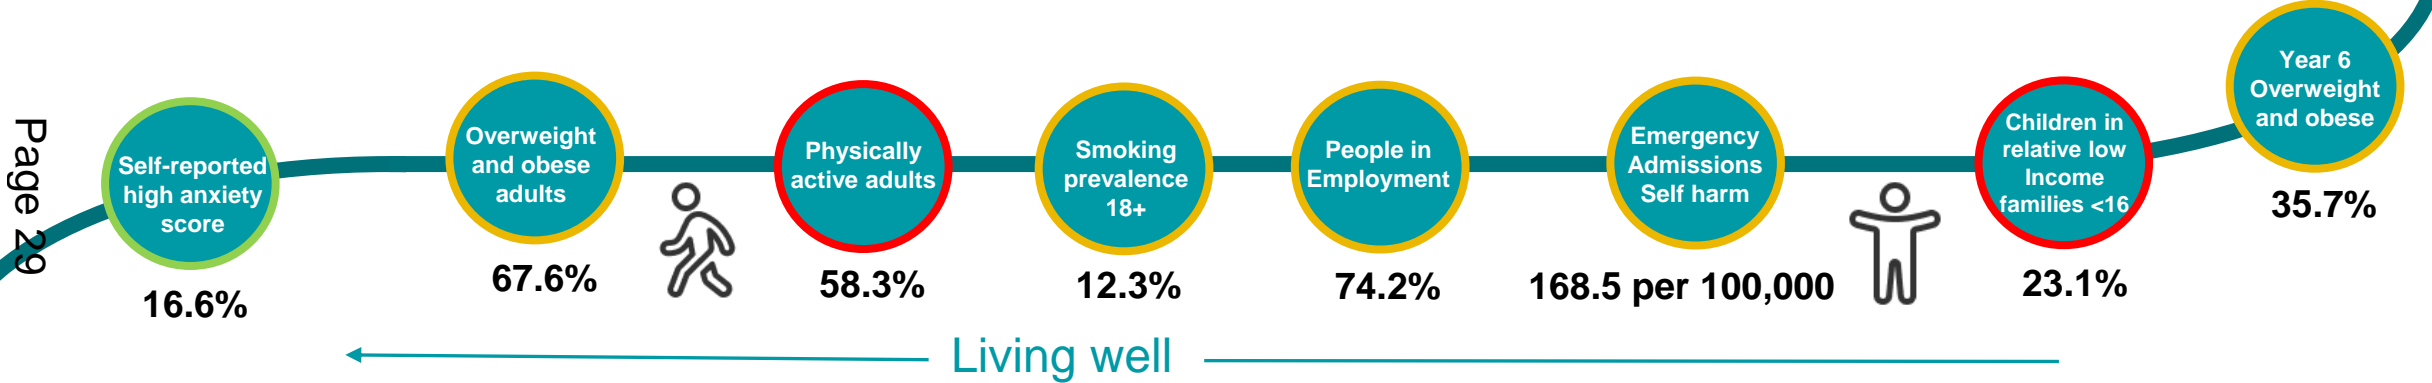 Page 29
Self-reported
high anxiety
score
16.6%
Overweight
and obese
adults
67.6%
Physically
active adults
58.3%
Smoking
prevalence
18+
12.3%
People in
Employment
74.2%
Emergency
Admissions
Self harm
168.5 per 100,000
Children in
relative low
Income
families <16
23.1%
Year 6
Overweight
and obese
35.7%
Living well